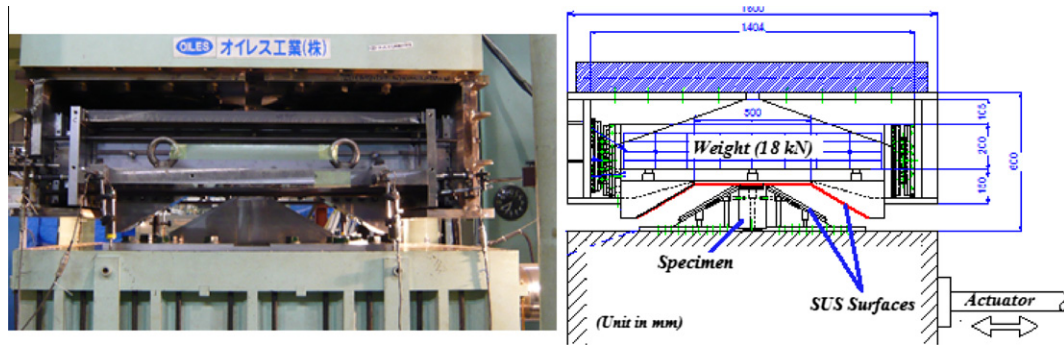 OILES オイレス工業(株)
1600
1404
500
105
200
150
600
Weight (18 kN)
Specimen
SUS Surfaces
(Unit in mm)
Actuator